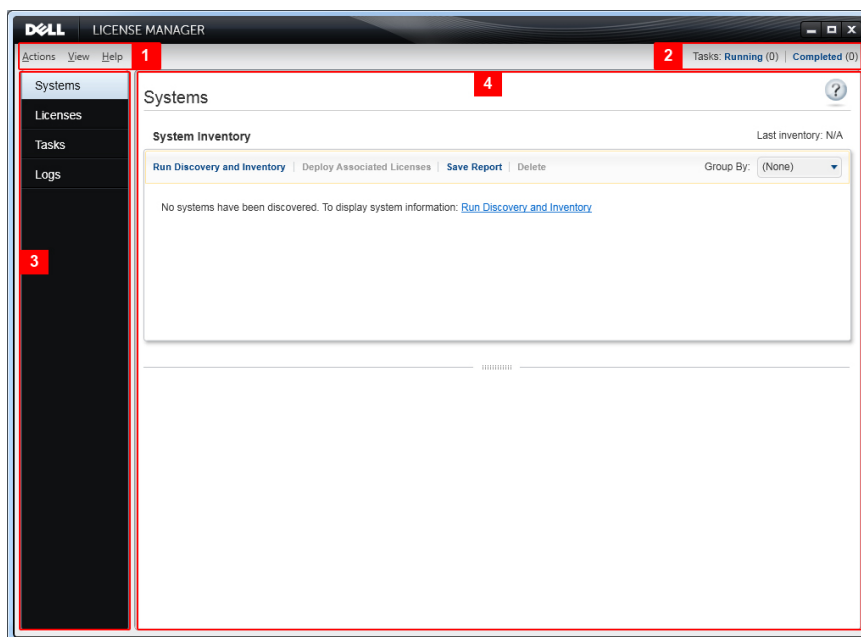 DELL LICENSE MANAGER
Actions View Help 1 2 Tasks: Running (0) | Completed (0)
Systems
Licenses
Tasks
Logs
3
4
Systems ?
System Inventory Last inventory: N/A
Run Discovery and Inventory | Deploy Associated Licenses | Save Report | Delete Group By: (None)
No systems have been discovered. To display system information: Run Discovery and Inventory